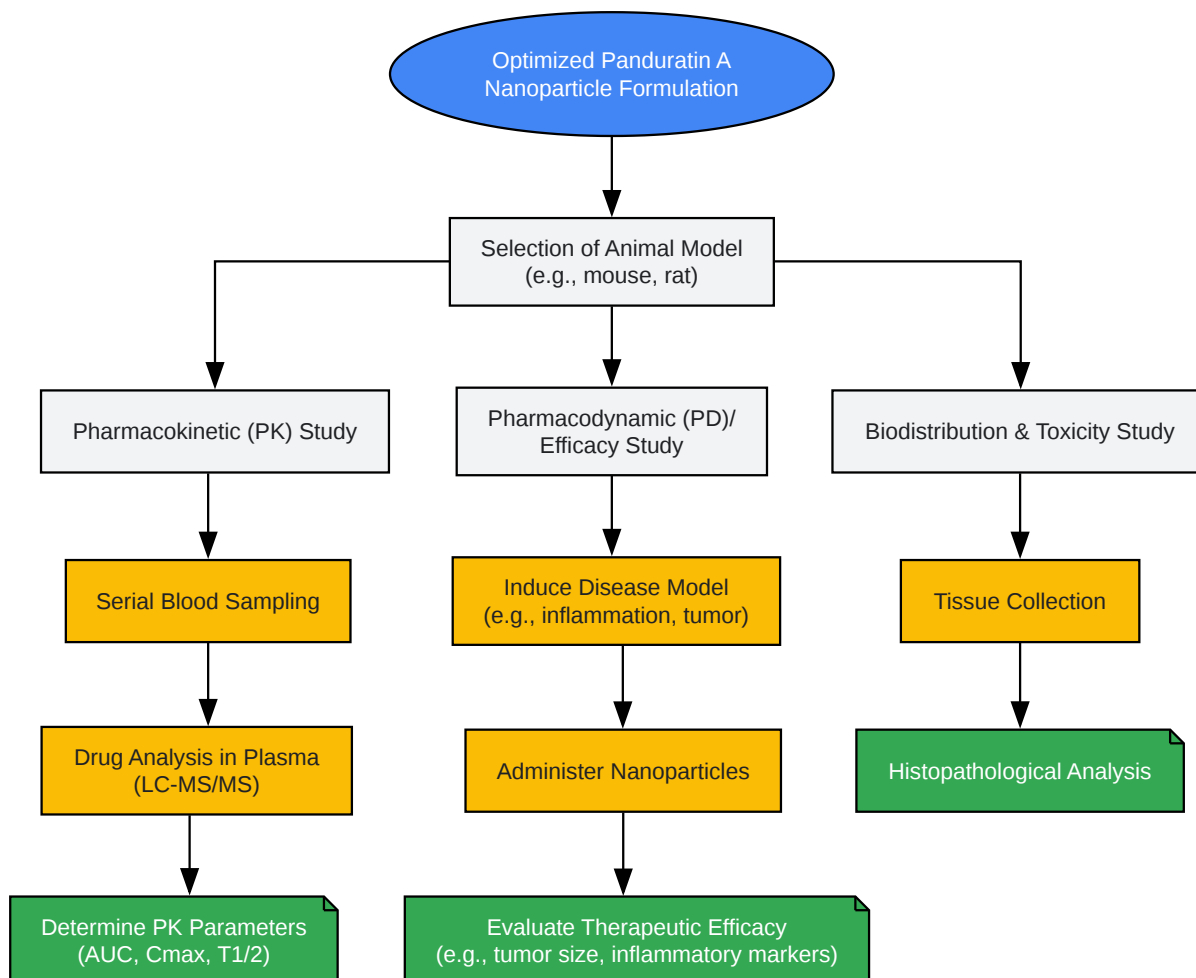 Optimized Panduratin A
Nanoparticle Formulation
Selection of Animal Model
(e.g., mouse, rat)
Pharmacokinetic (PK) Study
Pharmacodynamic (PD)/
Efficacy Study
Biodistribution & Toxicity Study
Serial Blood Sampling
Induce Disease Model
(e.g., inflammation, tumor)
Tissue Collection
Drug Analysis in Plasma
(LC-MS/MS)
Administer Nanoparticles
Histopathological Analysis
Determine PK Parameters
(AUC, Cmax, T1/2)
Evaluate Therapeutic Efficacy
(e.g., tumor size, inflammatory markers)